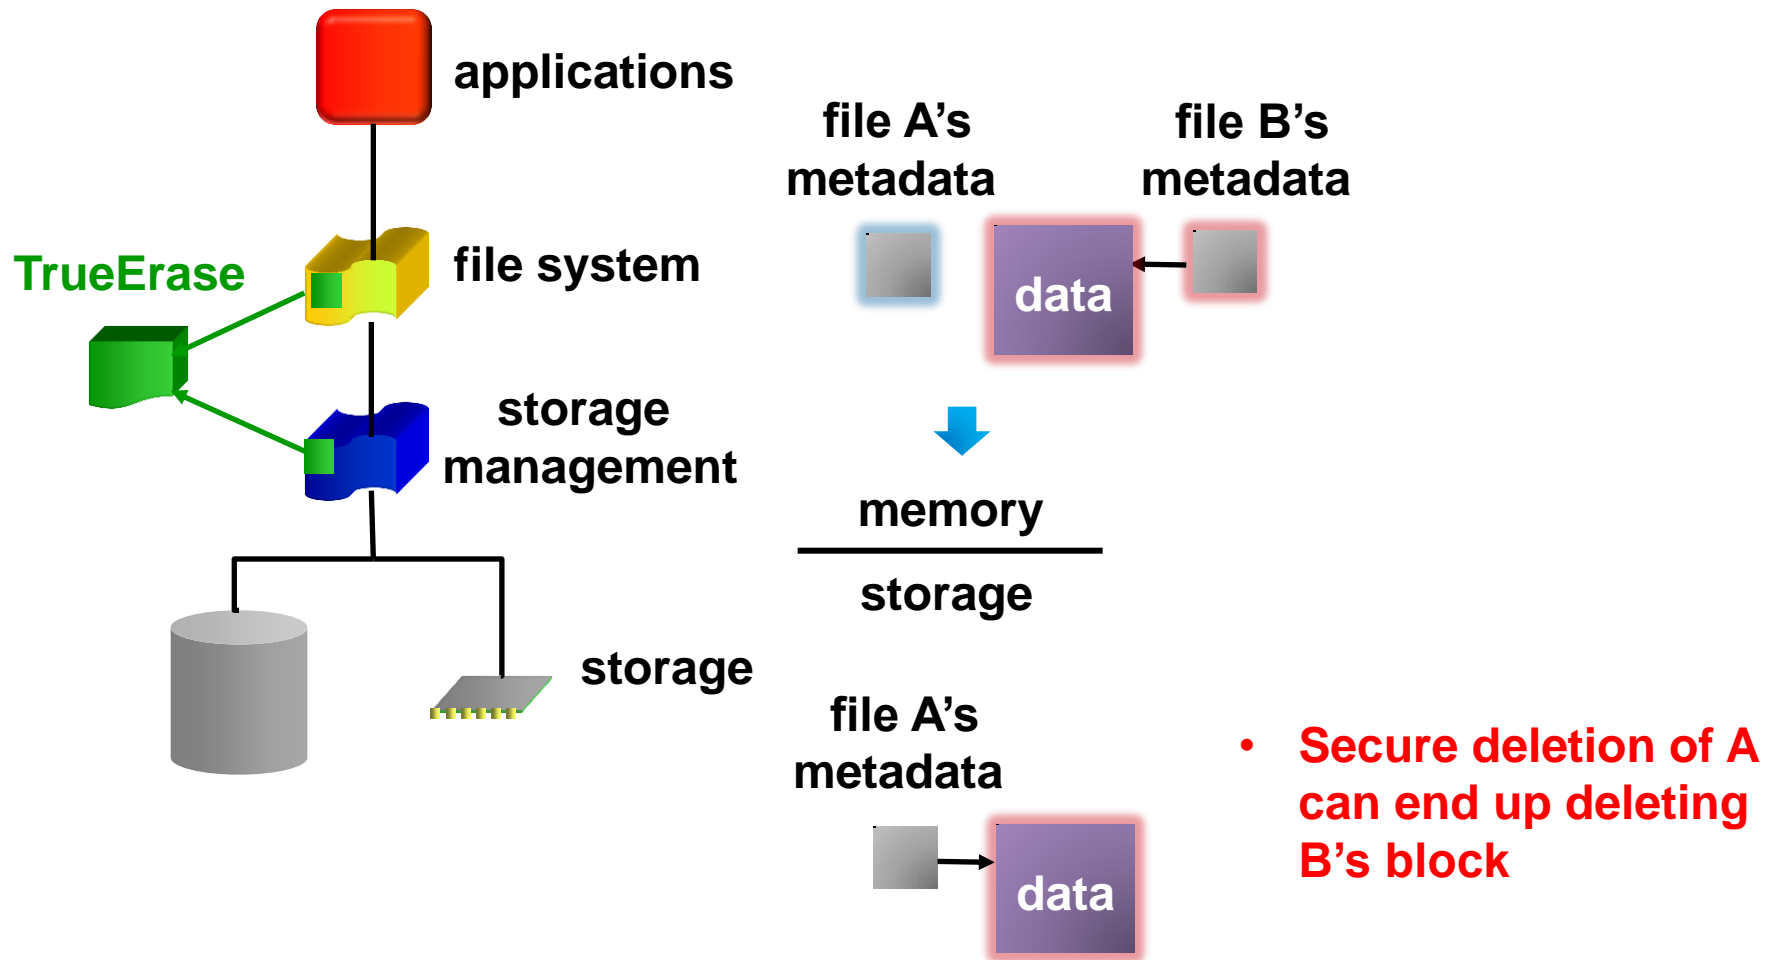 applications
TrueErase
file system
storage
management
storage
file A’s
metadata
file B’s
metadata
data
memory
storage
file A’s
metadata
data
• Secure deletion of A
can end up deleting
B’s block